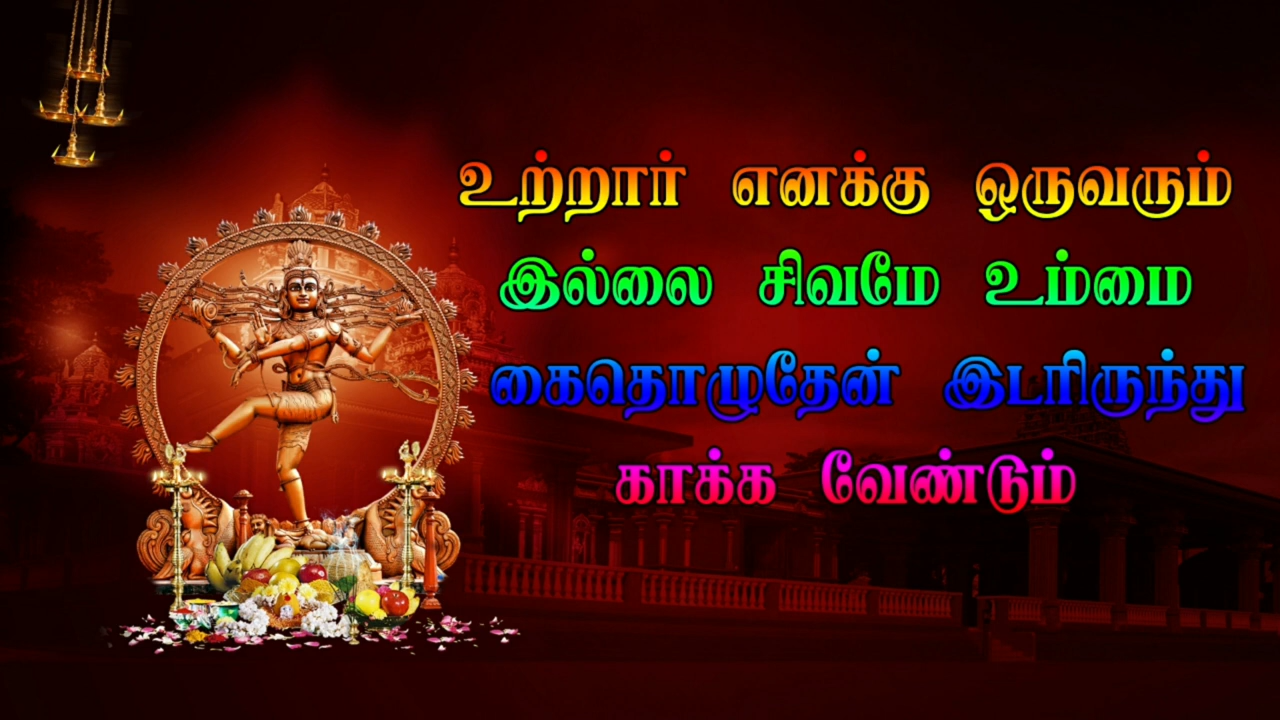 உற்றார் எனக்கு ஒருவரும்
இல்லை சிவமே உம்மை
கைதொழுதேன் இடரிருந்து
காக்க வேண்டும்